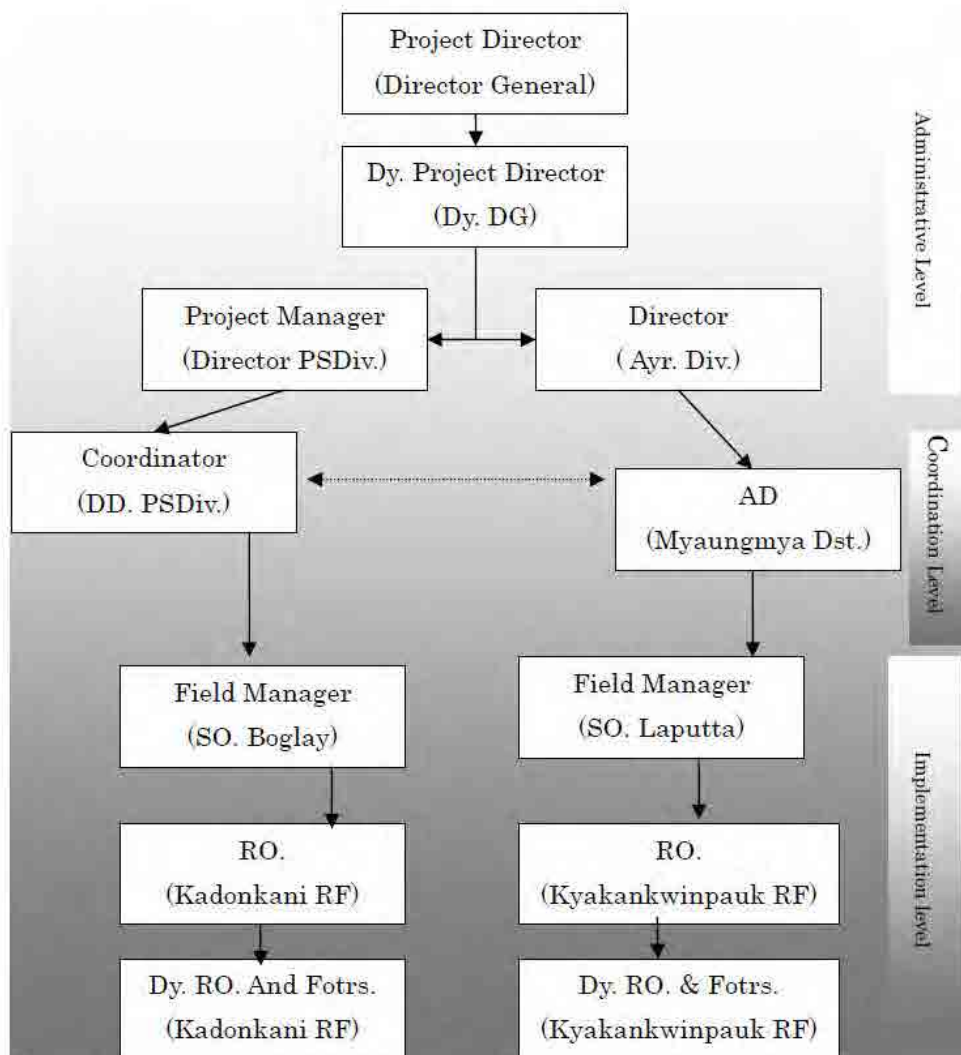 Project Director
(Director General)
Dy. Project Director
(Dy. DG)
Project Manager
(Director PSDiv.)
Director
( Ayr. Div.)
Administrative Level
Coordinator
(DD. PSDiv.)
AD
(Myaungmya Dst.)
Coordination Level
Field Manager
(SO. Boglay)
Field Manager
(SO. Laputta)
RO.
(Kadonkani RF)
RO.
(Kyakankwinpauk RF)
Dy. RO. And Fotrs.
(Kadonkani RF)
Dy. RO. & Fotrs.
(Kyakankwinpauk RF)
Implementation level